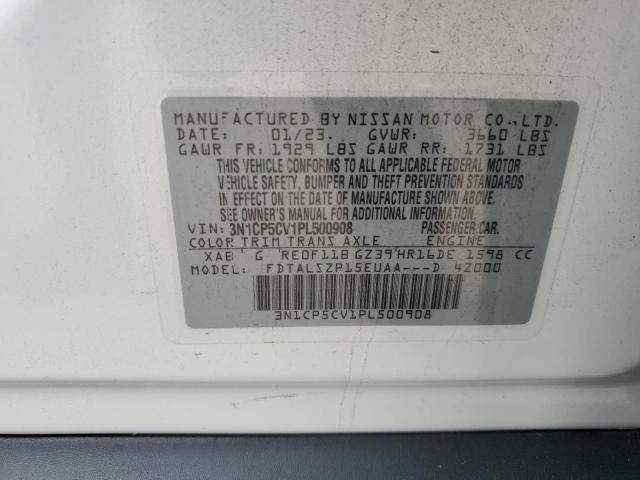 MANUFACTURED BY NISSAN MOTOR CO.,LTD.
DATE: 01/23. GVWR: 3660 LBS
GAWR FR: 1929 LBS GAWR RR: 1731 LBS
THIS VEHICLE CONFORMS TO ALL APPLICABLE FEDERAL MOTOR
VEHICLE SAFETY, BUMPER AND THEFT PREVENTION STANDARDS
IN EFFECT ON THE DATE OF MANUFACTURE SHOWN ABOVE.
SEE OWNER'S MANUAL FOR ADDITIONAL INFORMATION.
VIN: 3N1CP5CV1PL500908 PASSENGER CAR.
COLOR TRIM TRANS AXLE ENGINE
XAB G RE0F11B GZ39 HR16DE 1598 CC
MODEL: FDTALSZP15EUAA---D 42000
3N1CP5CV1PL500908